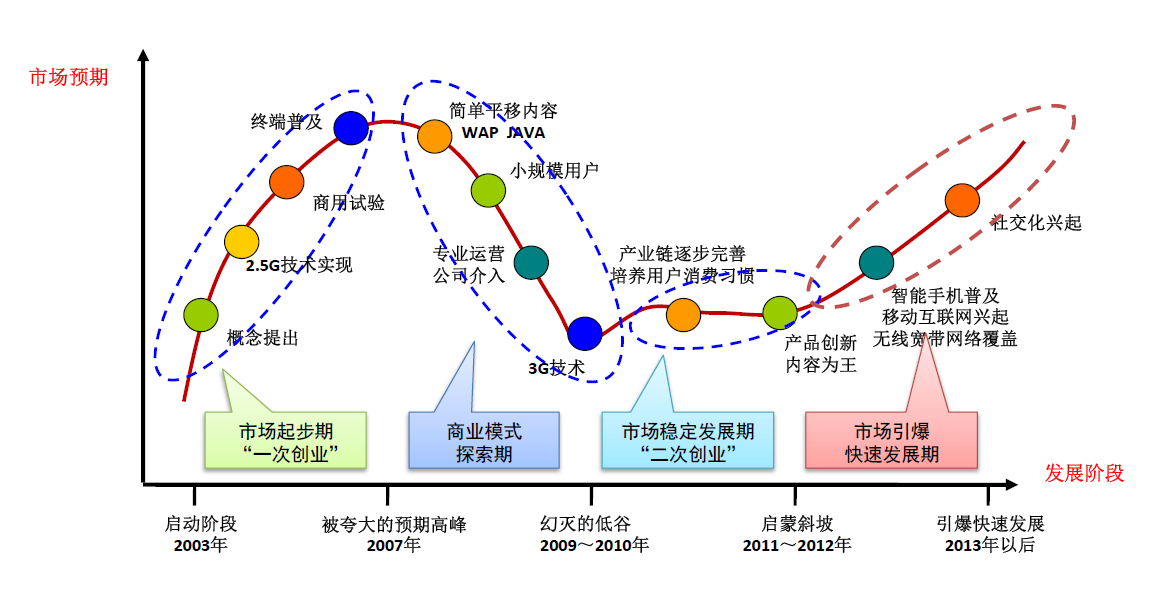 市场预期
终端普及
商用试验
2.5G技术实现
概念提出
简单平移内容
WAP JAVA
小规模用户
专业运营
公司介入
3G技术
产业链逐步完善
培养用户消费习惯
产品创新
内容为王
社交化兴起
智能手机普及
移动互联网兴起
无线宽带网络覆盖
市场起步期
“一次创业”
商业模式
探索期
市场稳定发展期
“二次创业”
市场引爆
快速发展期
发展阶段
启动阶段
2003年
被夸大的预期高峰
2007年
幻灭的低谷
2009～2010年
启蒙斜坡
2011～2012年
引爆快速发展
2013年以后